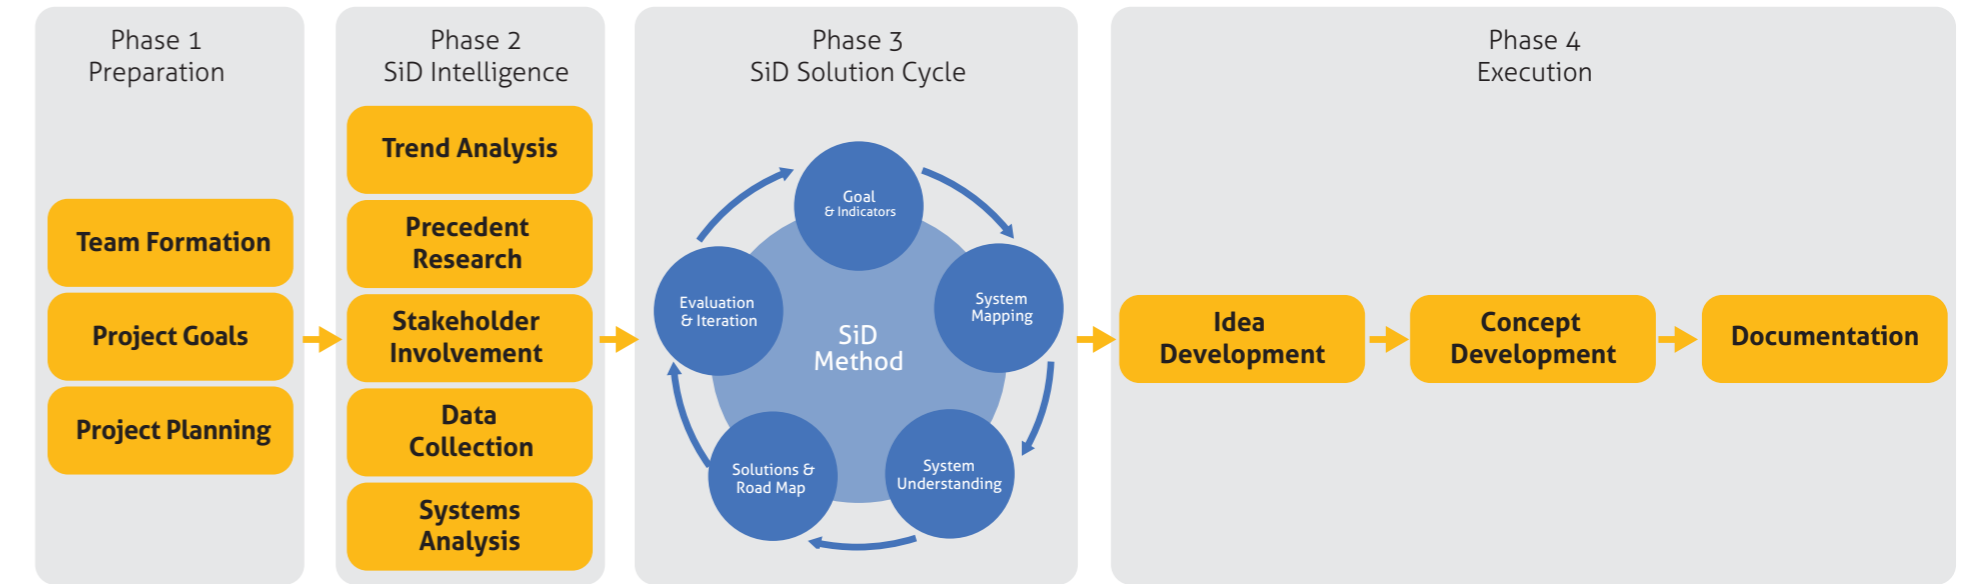 Phase 1
Preparation
Team Formation
Project Goals
Project Planning
Phase 2
SiD Intelligence
Trend Analysis
Precedent
Research
Stakeholder
Involvement
Data
Collection
Systems
Analysis
Phase 3
SiD Solution Cycle
Goal
& Indicators
System
Mapping
System
Understanding
Solutions &
Road Map
Evaluation
& Iteration
SiD
Method
Phase 4
Execution
Idea
Development
Concept
Development
Documentation